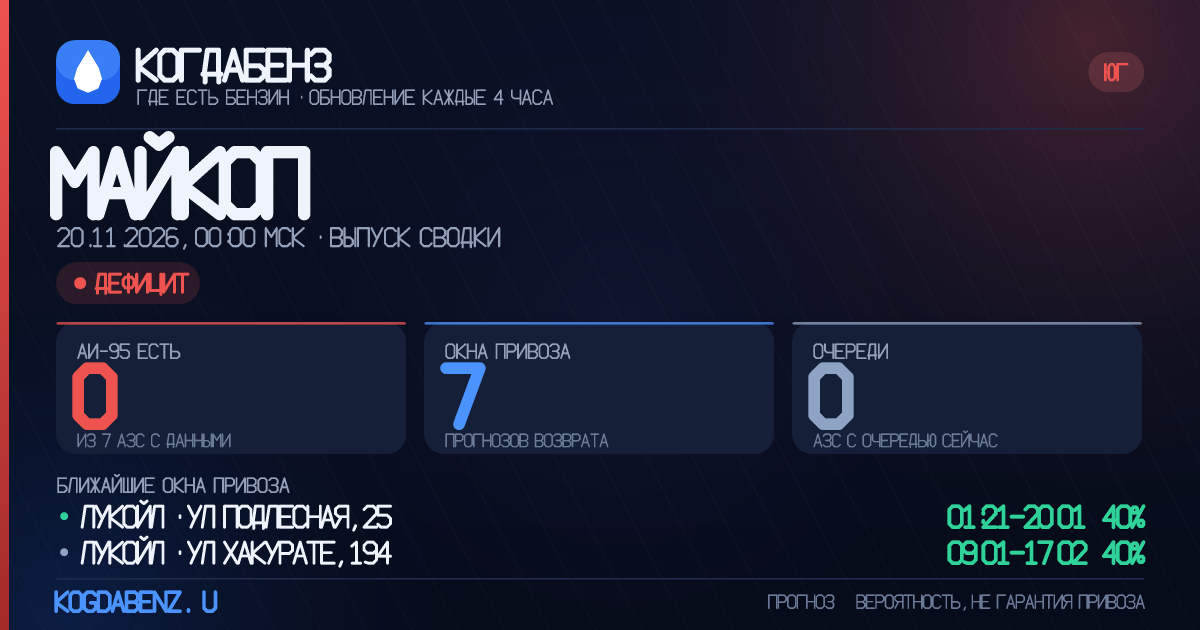 КОГДАБЕНЗ
ГДЕ ЕСТЬ БЕНЗИН · ОБНОВЛЕНИЕ КАЖДЫЕ 4 ЧАСА
ЮГ
МАЙКОП
20.11.2026, 00:00 МСК · ВЫПУСК СВОДКИ
• ДЕФИЦИТ
АИ-95 ЕСТЬ
0
ИЗ 7 АЗС С ДАННЫМИ
ОКНА ПРИВОЗА
7
ПРОГНОЗОВ ВОЗВРАТА
ОЧЕРЕДИ
0
АЗС С ОЧЕРЕДЬЮ СЕЙЧАС
БЛИЖАЙШИЕ ОКНА ПРИВОЗА
• ЛУКОЙЛ · УЛ ПОДЛЕСНАЯ, 25 01:21-20:01 40%
• ЛУКОЙЛ · УЛ ХАКУРАТЕ, 194 09:01-17:02 40%
KOGDABENZ. U
ПРОГНОЗ ВЕРОЯТНОСТЬ, НЕ ГАРАНТИЯ ПРИВОЗА